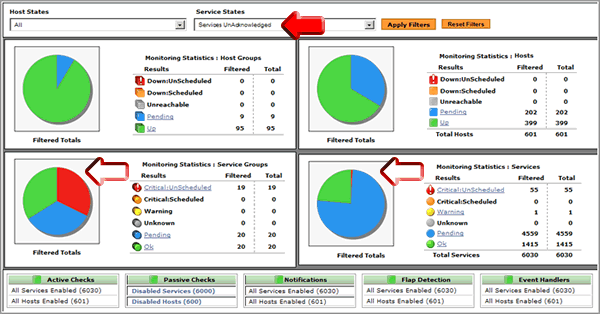 Host States
Service States
All
Services UnAcknowledged
Apply Filters
Reset Filters
Monitoring Statistics : Host Groups
Results Filtered Total
Down:UnScheduled 0 0
Down:Scheduled 0 0
Unreachable 0 0
Pending 9 9
Up 95 95
Filtered Totals
Monitoring Statistics : Hosts
Results Filtered Total
Down:UnScheduled 0 0
Down:Scheduled 0 0
Unreachable 0 0
Pending 202 202
Up 399 399
Total Hosts 601 601
Filtered Totals
Monitoring Statistics : Service Groups
Results Filtered Total
Critical:UnScheduled 19 19
Critical:Scheduled 0 0
Warning 0 0
Unknown 0 0
Pending 20 20
Ok 20 20
Filtered Totals
Monitoring Statistics : Services
Results Filtered Total
Critical:UnScheduled 55 55
Critical:Scheduled 0 0
Warning 1 1
Unknown 0 0
Pending 4559 4559
Ok 1415 1415
Total Services 6030 6030
Filtered Totals
Active Checks
All Services Enabled (6030)
All Hosts Enabled (601)
Passive Checks
Disabled Services (6000)
Disabled Hosts (600)
Notifications
All Services Enabled (6030)
All Hosts Enabled (601)
Flap Detection
All Services Enabled (6030)
All Hosts Enabled (601)
Event Handlers
All Services Enabled (6030)
All Hosts Enabled (601)